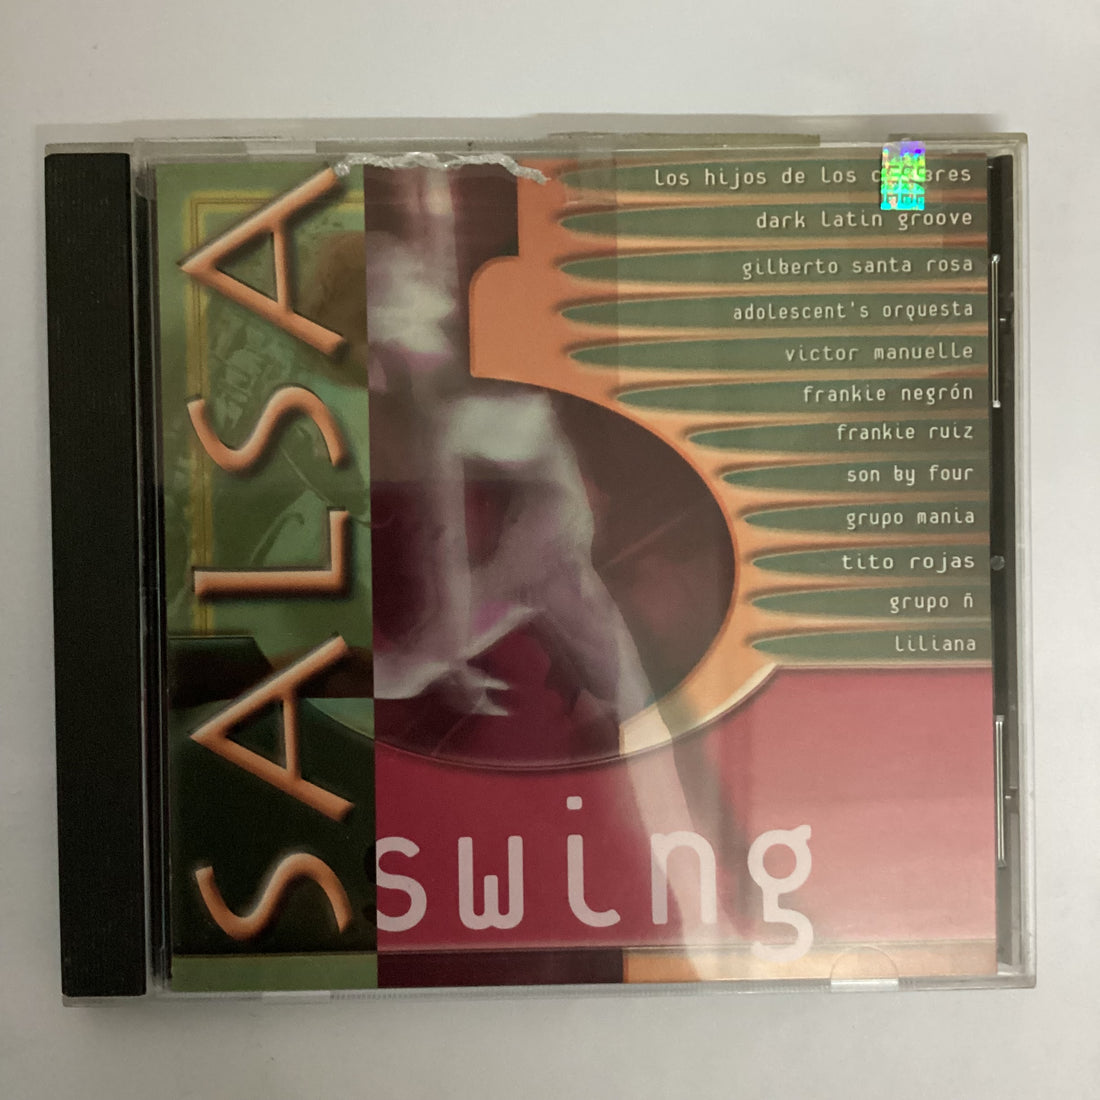 SALSA
swing
los hijos de los
dark latin groove
gilberto santa rosa
adolescent's orquesta
victor manuelle
frankie negrón
frankie ruiz
son by four
grupo mania
tito rojas
grupo ñ
liliana